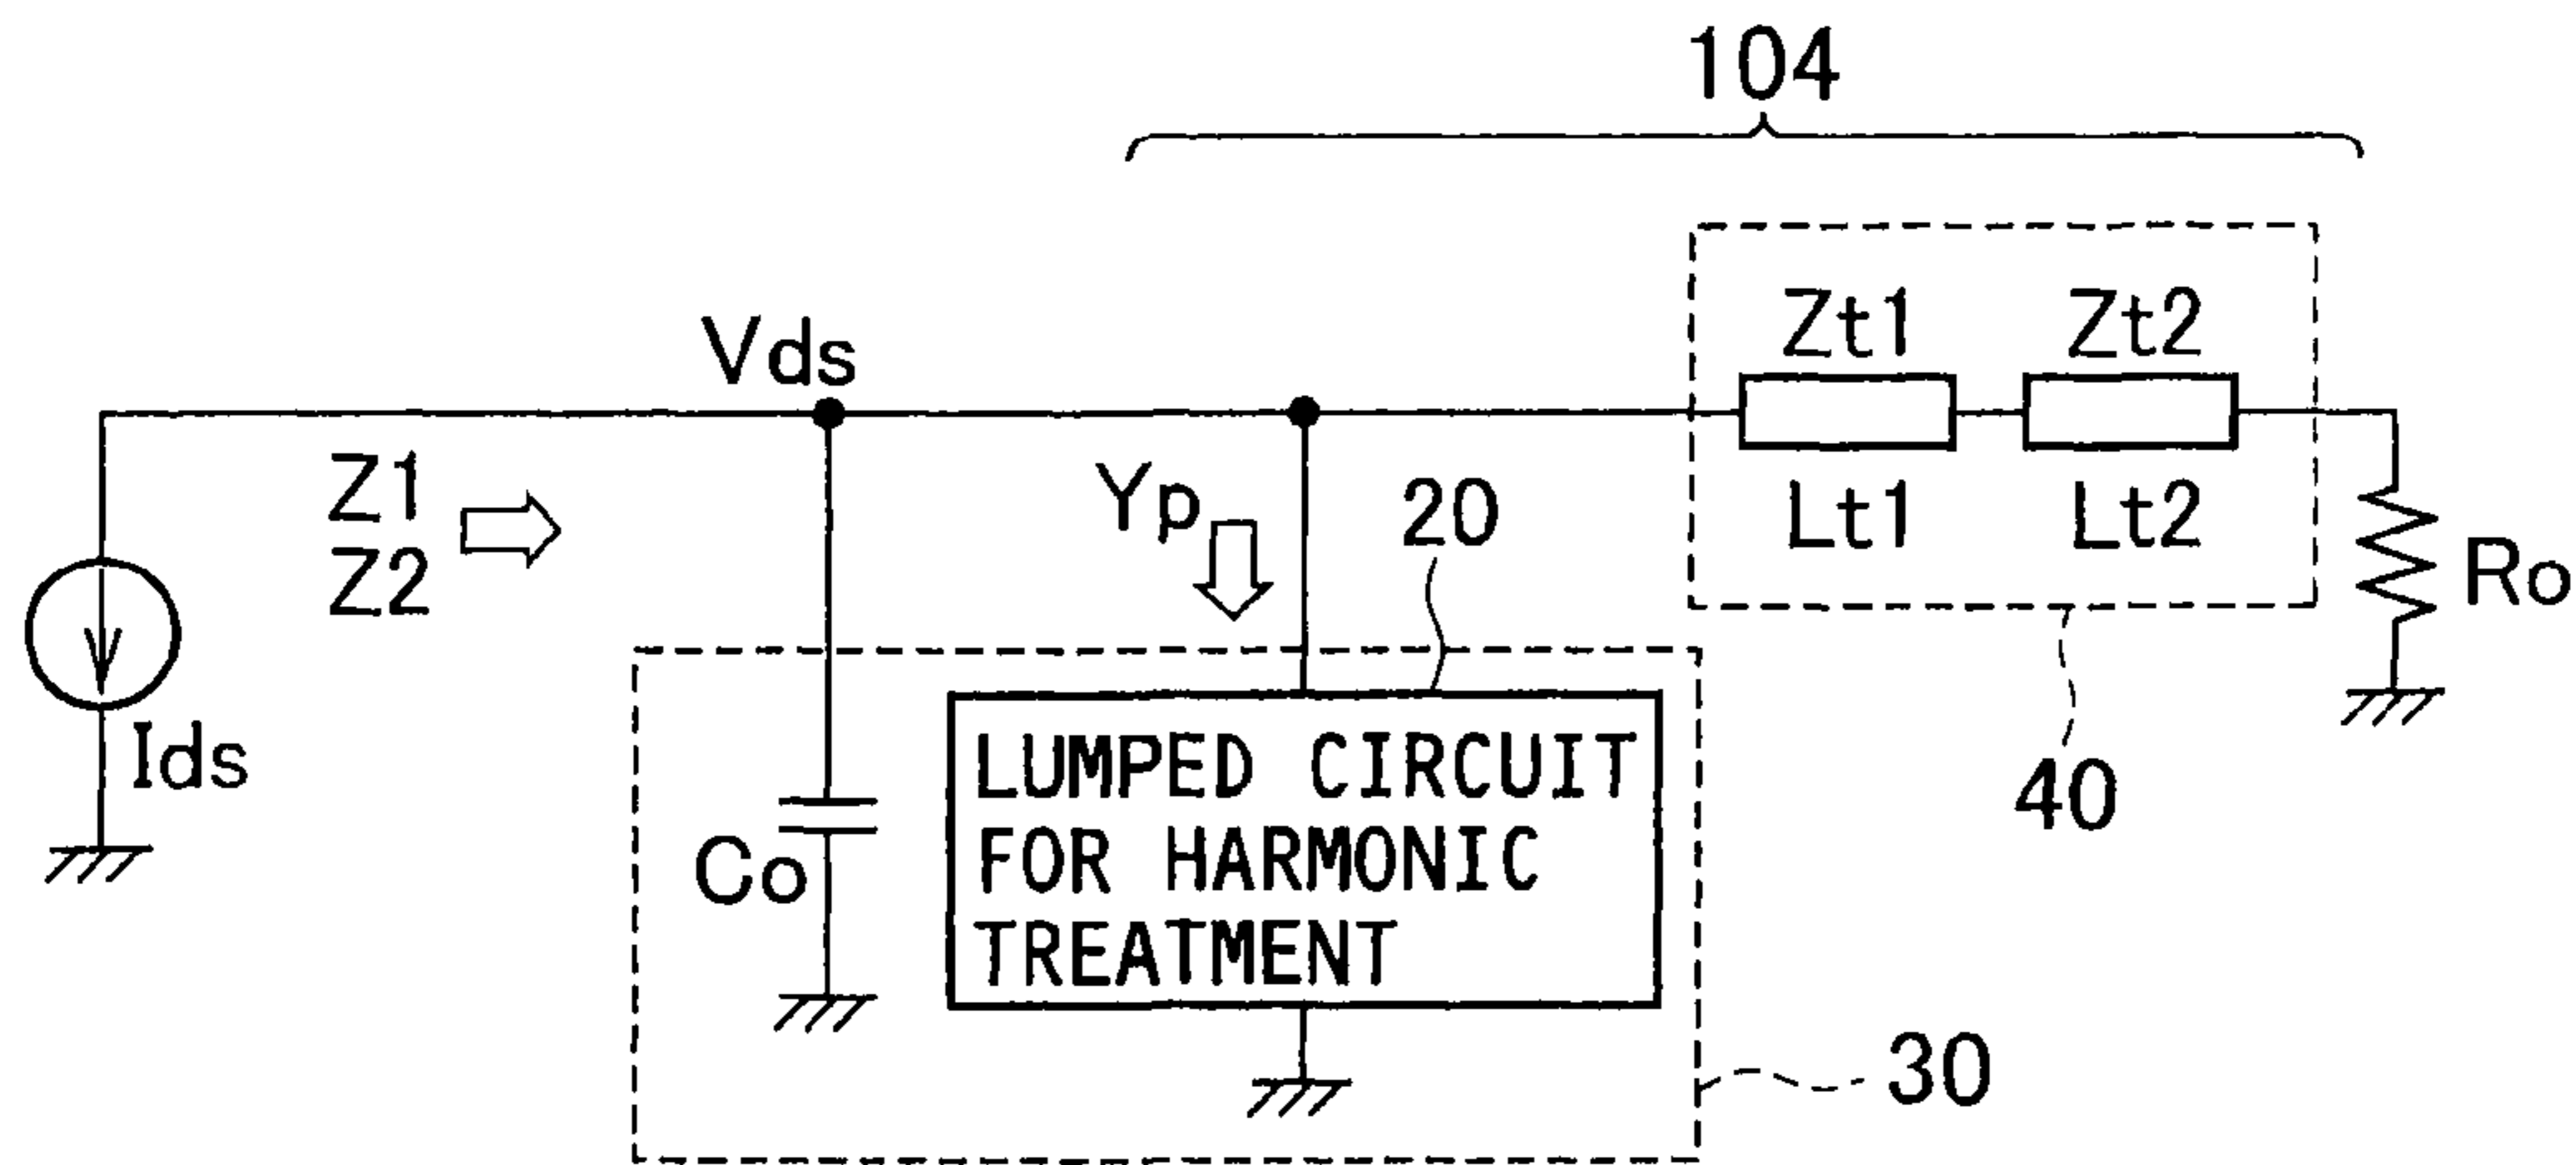 104
Vds
Zt1 Zt2
Z1
Z2
Yp
20
Lt1 Lt2
Ro
Ids
Co
LUMPED CIRCUIT
FOR HARMONIC
TREATMENT
40
30